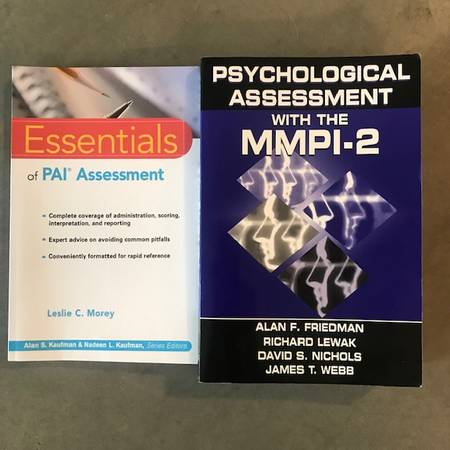 Essentials
of PAI® Assessment
• Complete coverage of administration, scoring,
interpretation, and reporting
• Expert advice on avoiding common pitfalls
• Conveniently formatted for rapid reference
Leslie C. Morey
Alan S. Kaufman & Nadeen L. Kaufman, Series Editors
PSYCHOLOGICAL
ASSESSMENT
WITH THE
MMPI-2
ALAN F. FRIEDMAN
RICHARD LEWAK
DAVID S. NICHOLS
JAMES T. WEBB